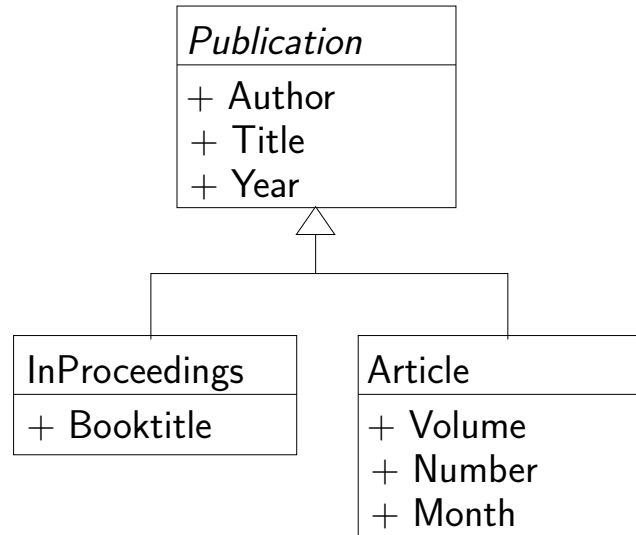 Publication
+ Author
+ Title
+ Year
InProceedings
+ Booktitle
Article
+ Volume
+ Number
+ Month